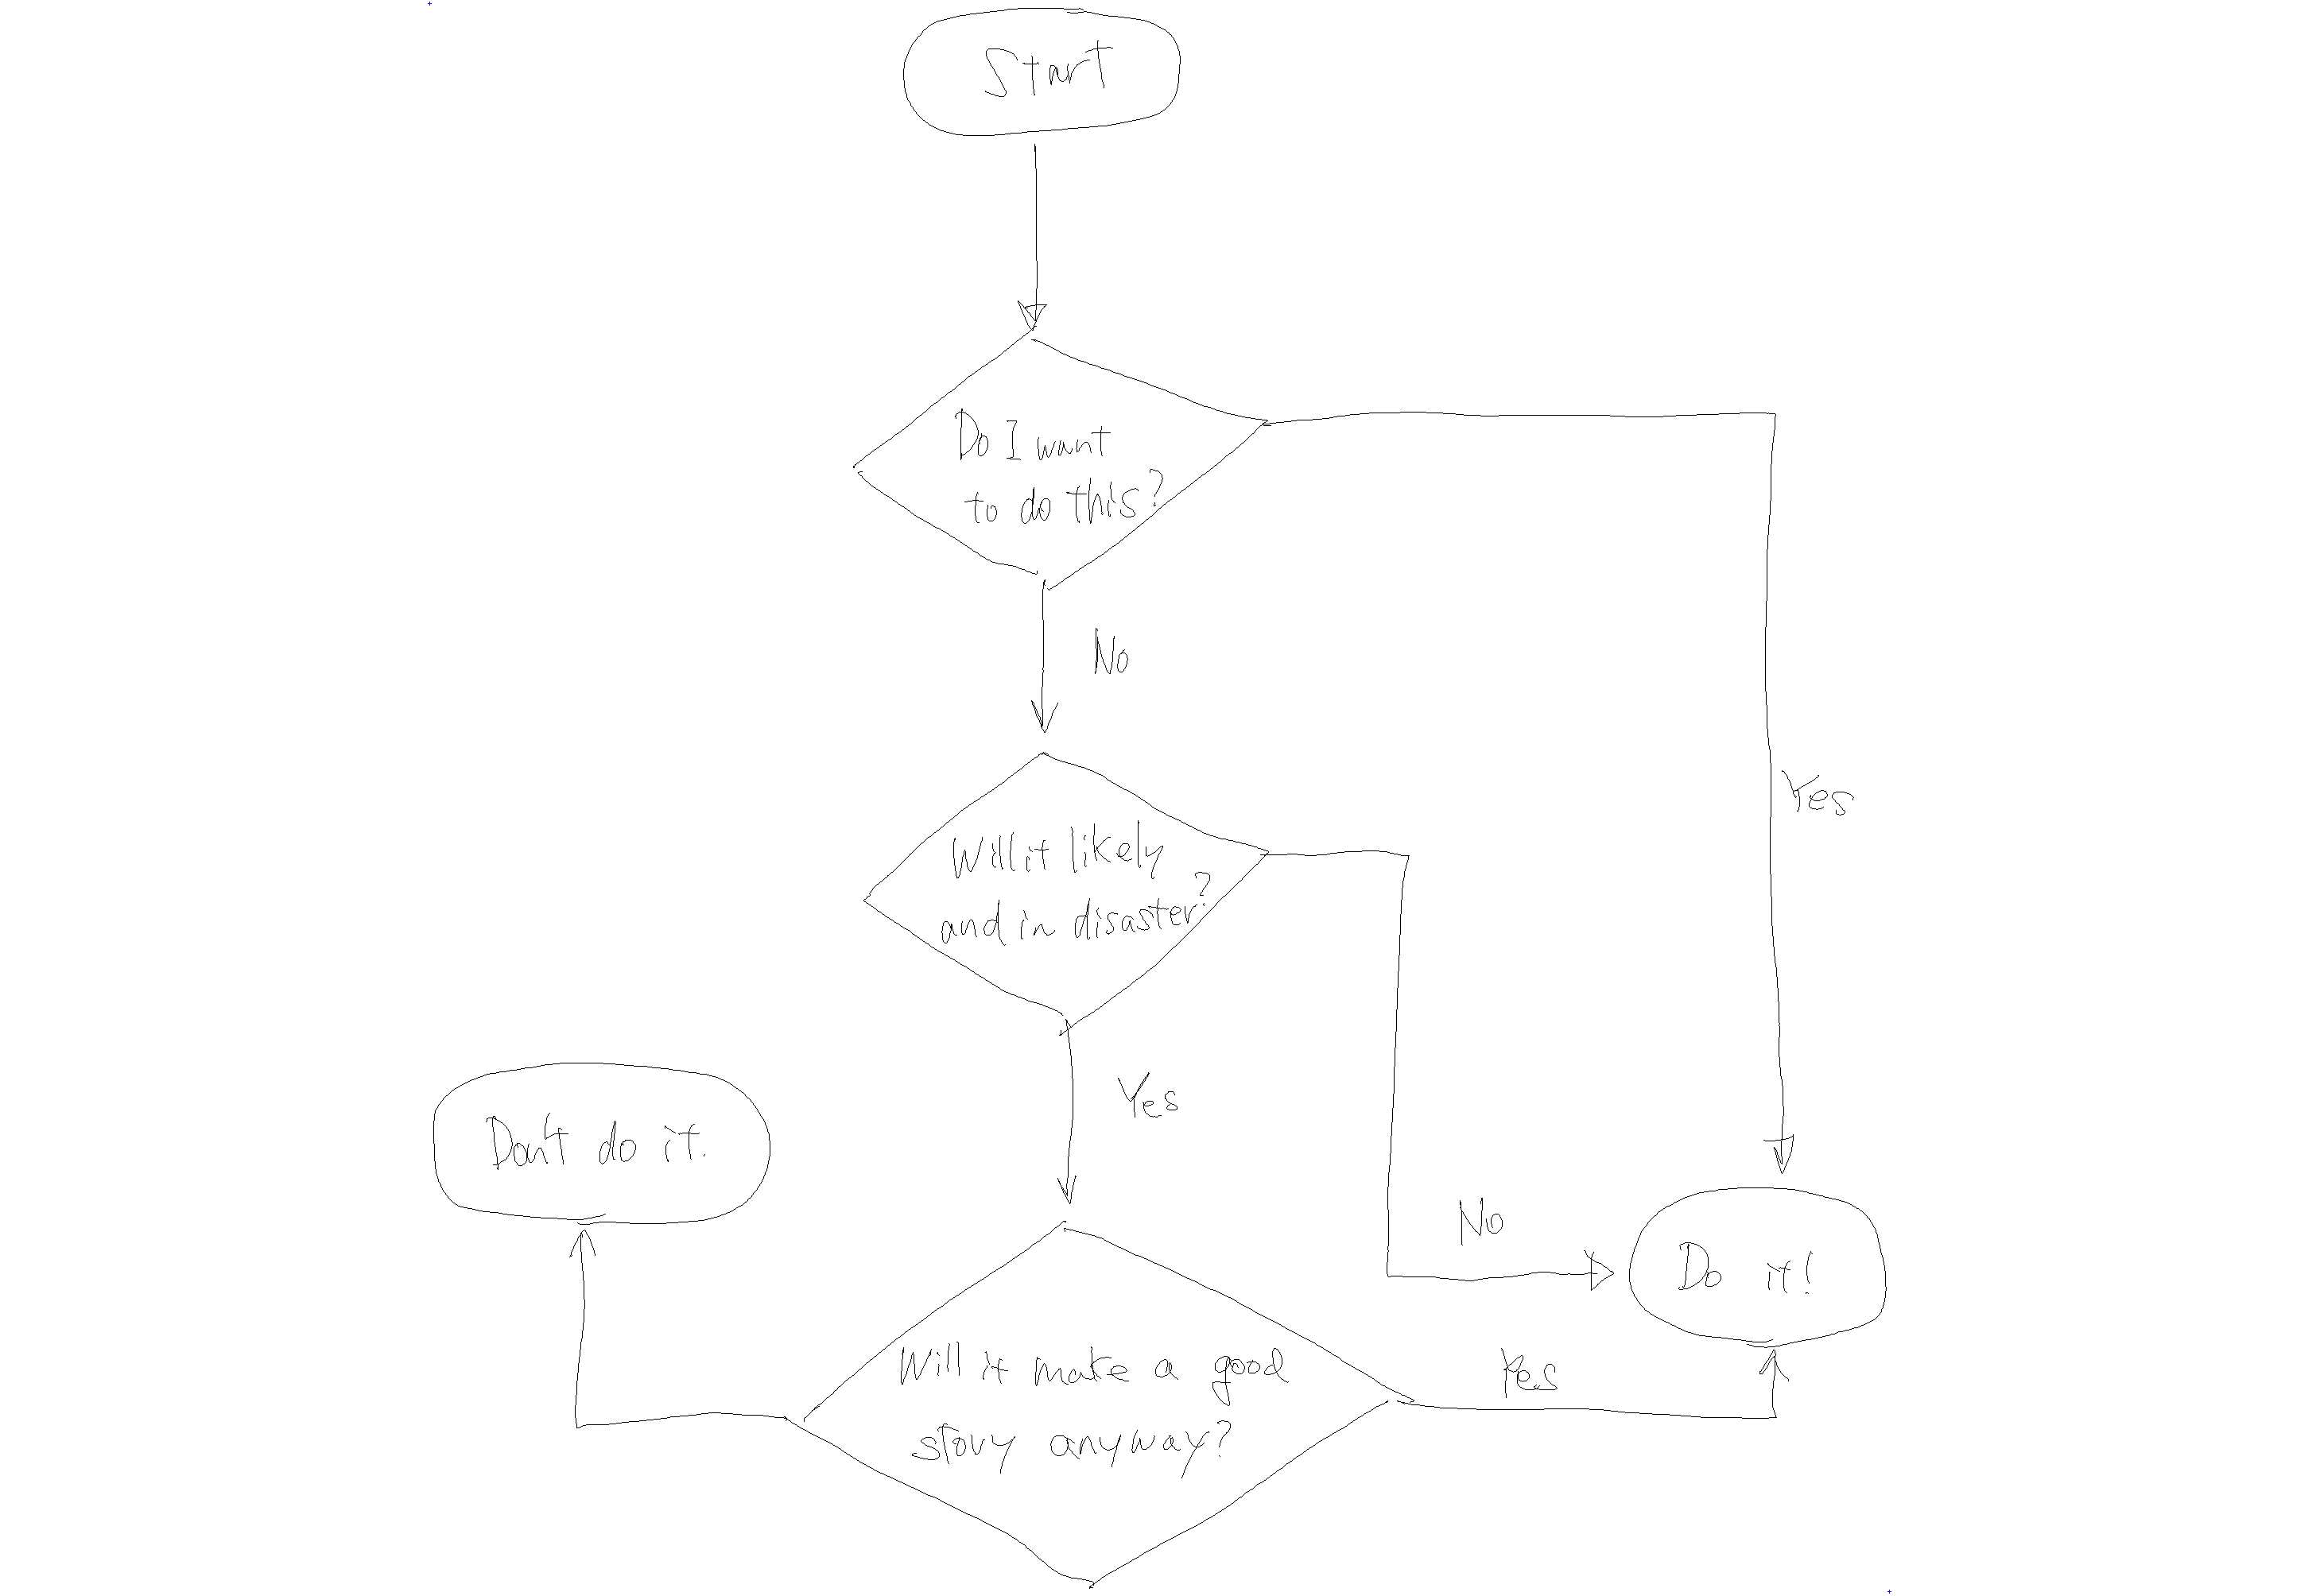 Start
Do I want
to do this?
No
Yes
Will it likely
and in disaster?
Yes
No
Don't do it.
Do it!
Will it make a good
story anyway?
Yes